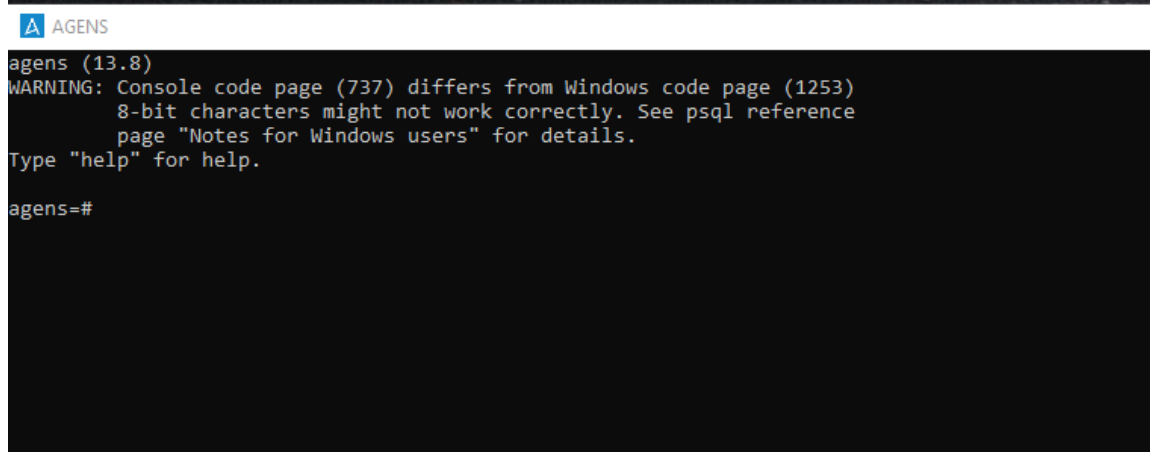 AGENS
agens (13.8)
WARNING: Console code page (737) differs from Windows code page (1253)
         8-bit characters might not work correctly. See psql reference
         page "Notes for Windows users" for details.
Type "help" for help.
agens=#